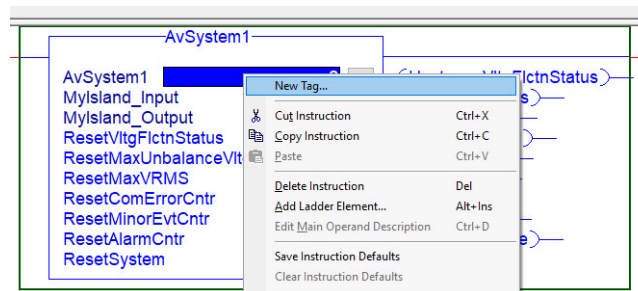 AvSystem1
AvSystem1
MyIsland_Input
MyIsland_Output
ResetVltgFlctnStatus
ResetMaxUnbalanceVlt
ResetMaxVRMS
ResetComErrorCntr
ResetMinorEvtCntr
ResetAlarmCntr
ResetSystem
FlctnStatus
New Tag...
Cut Instruction Ctrl+X
Copy Instruction Ctrl+C
Paste Ctrl+V
Delete Instruction Del
Add Ladder Element... Alt+Ins
Edit Main Operand Description Ctrl+D
Save Instruction Defaults
Clear Instruction Defaults